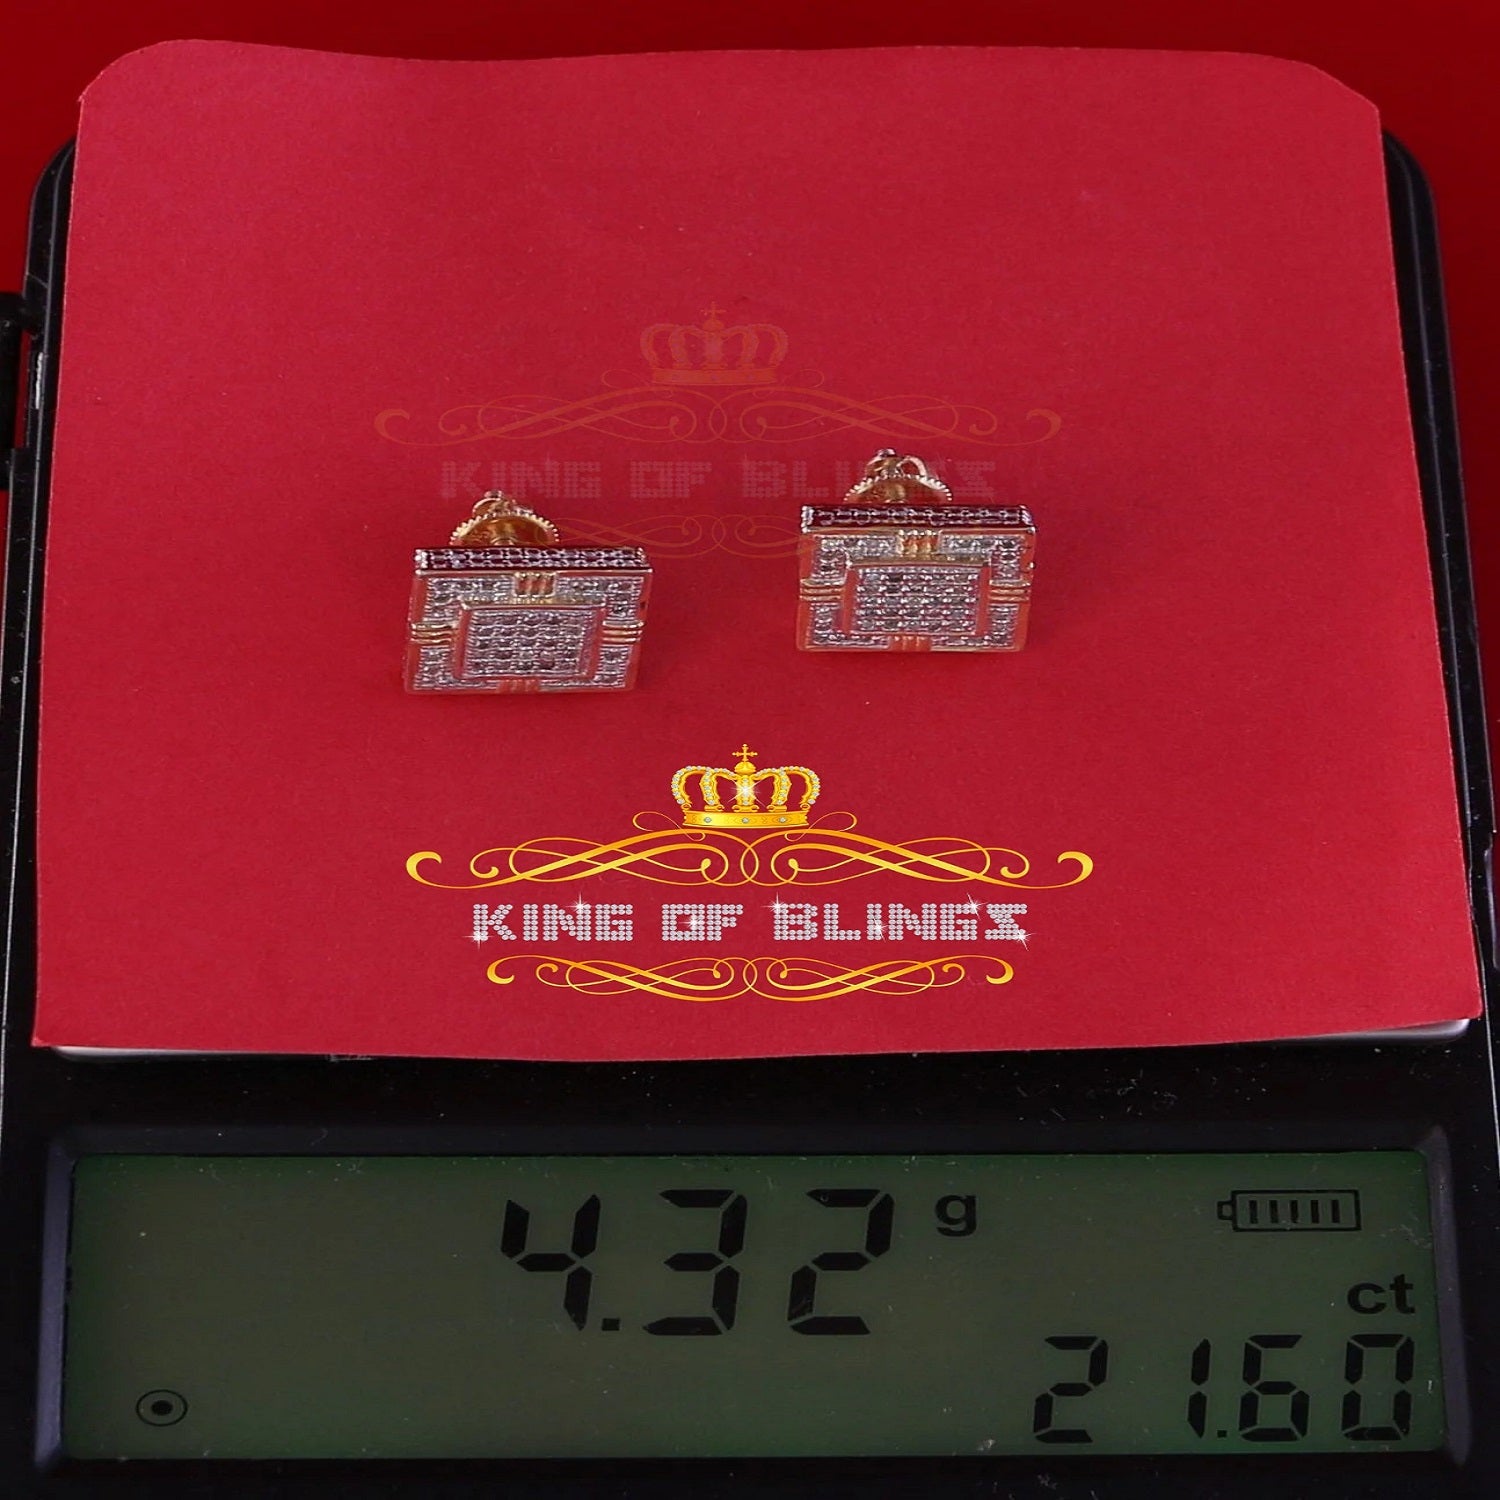 KING OF BLINGS
KING OF BLINGS
4.32 g
ct
21.60